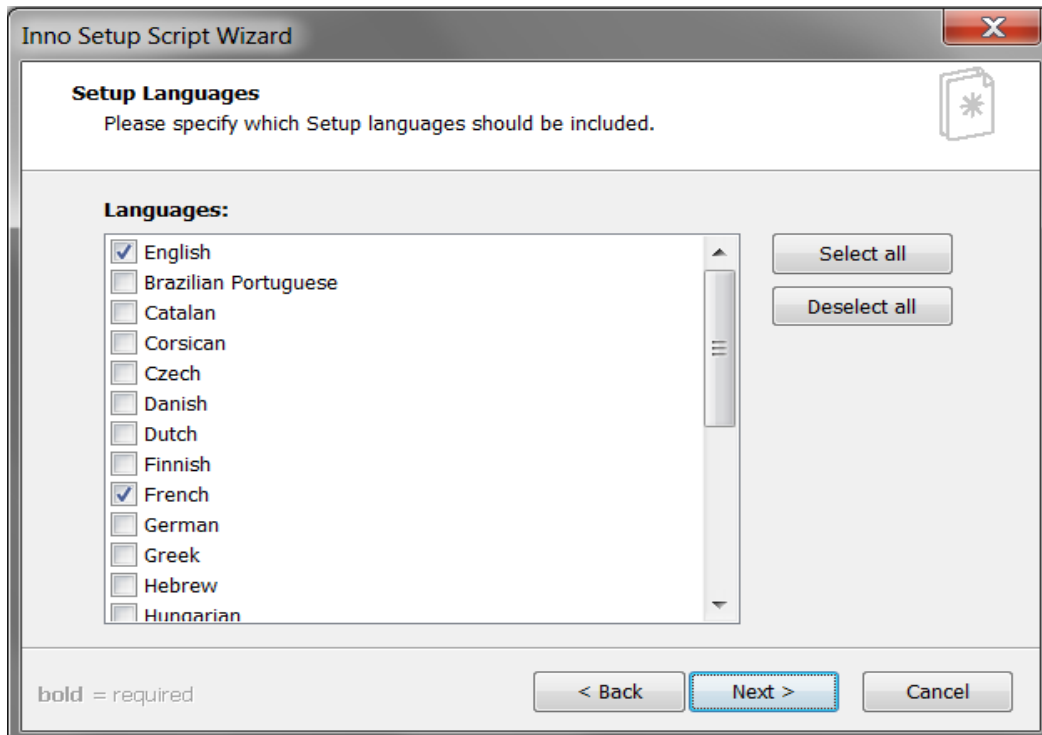 Inno Setup Script Wizard
Setup Languages
Please specify which Setup languages should be included.
Languages:
English
Brazilian Portuguese
Catalan
Corsican
Czech
Danish
Dutch
Finnish
French
German
Greek
Hebrew
Hungarian
Select all
Deselect all
bold = required
< Back
Next >
Cancel